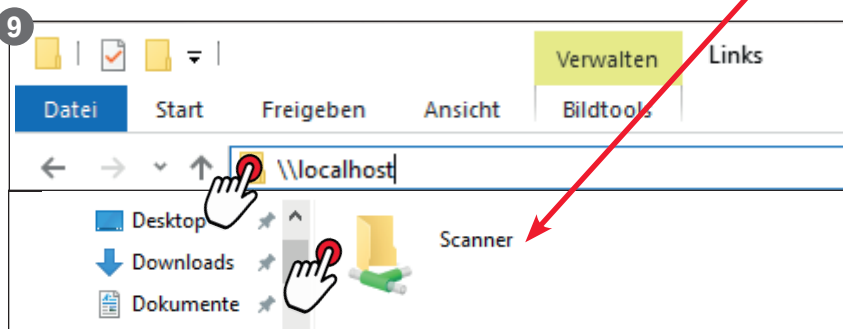 9
Verwalten Links
Datei Start Freigeben Ansicht Bildtools
\\localhost
Desktop
Scanner
Downloads
Dokumente